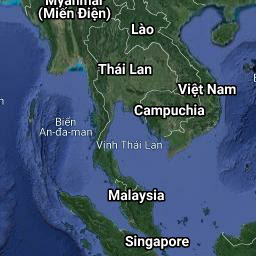 Myanmar
(Miến Điện)
Lào
Thái Lan
Việt Nam
Campuchia
Biển
An-đa-man
Vịnh Thái Lan
Malaysia
Singapore